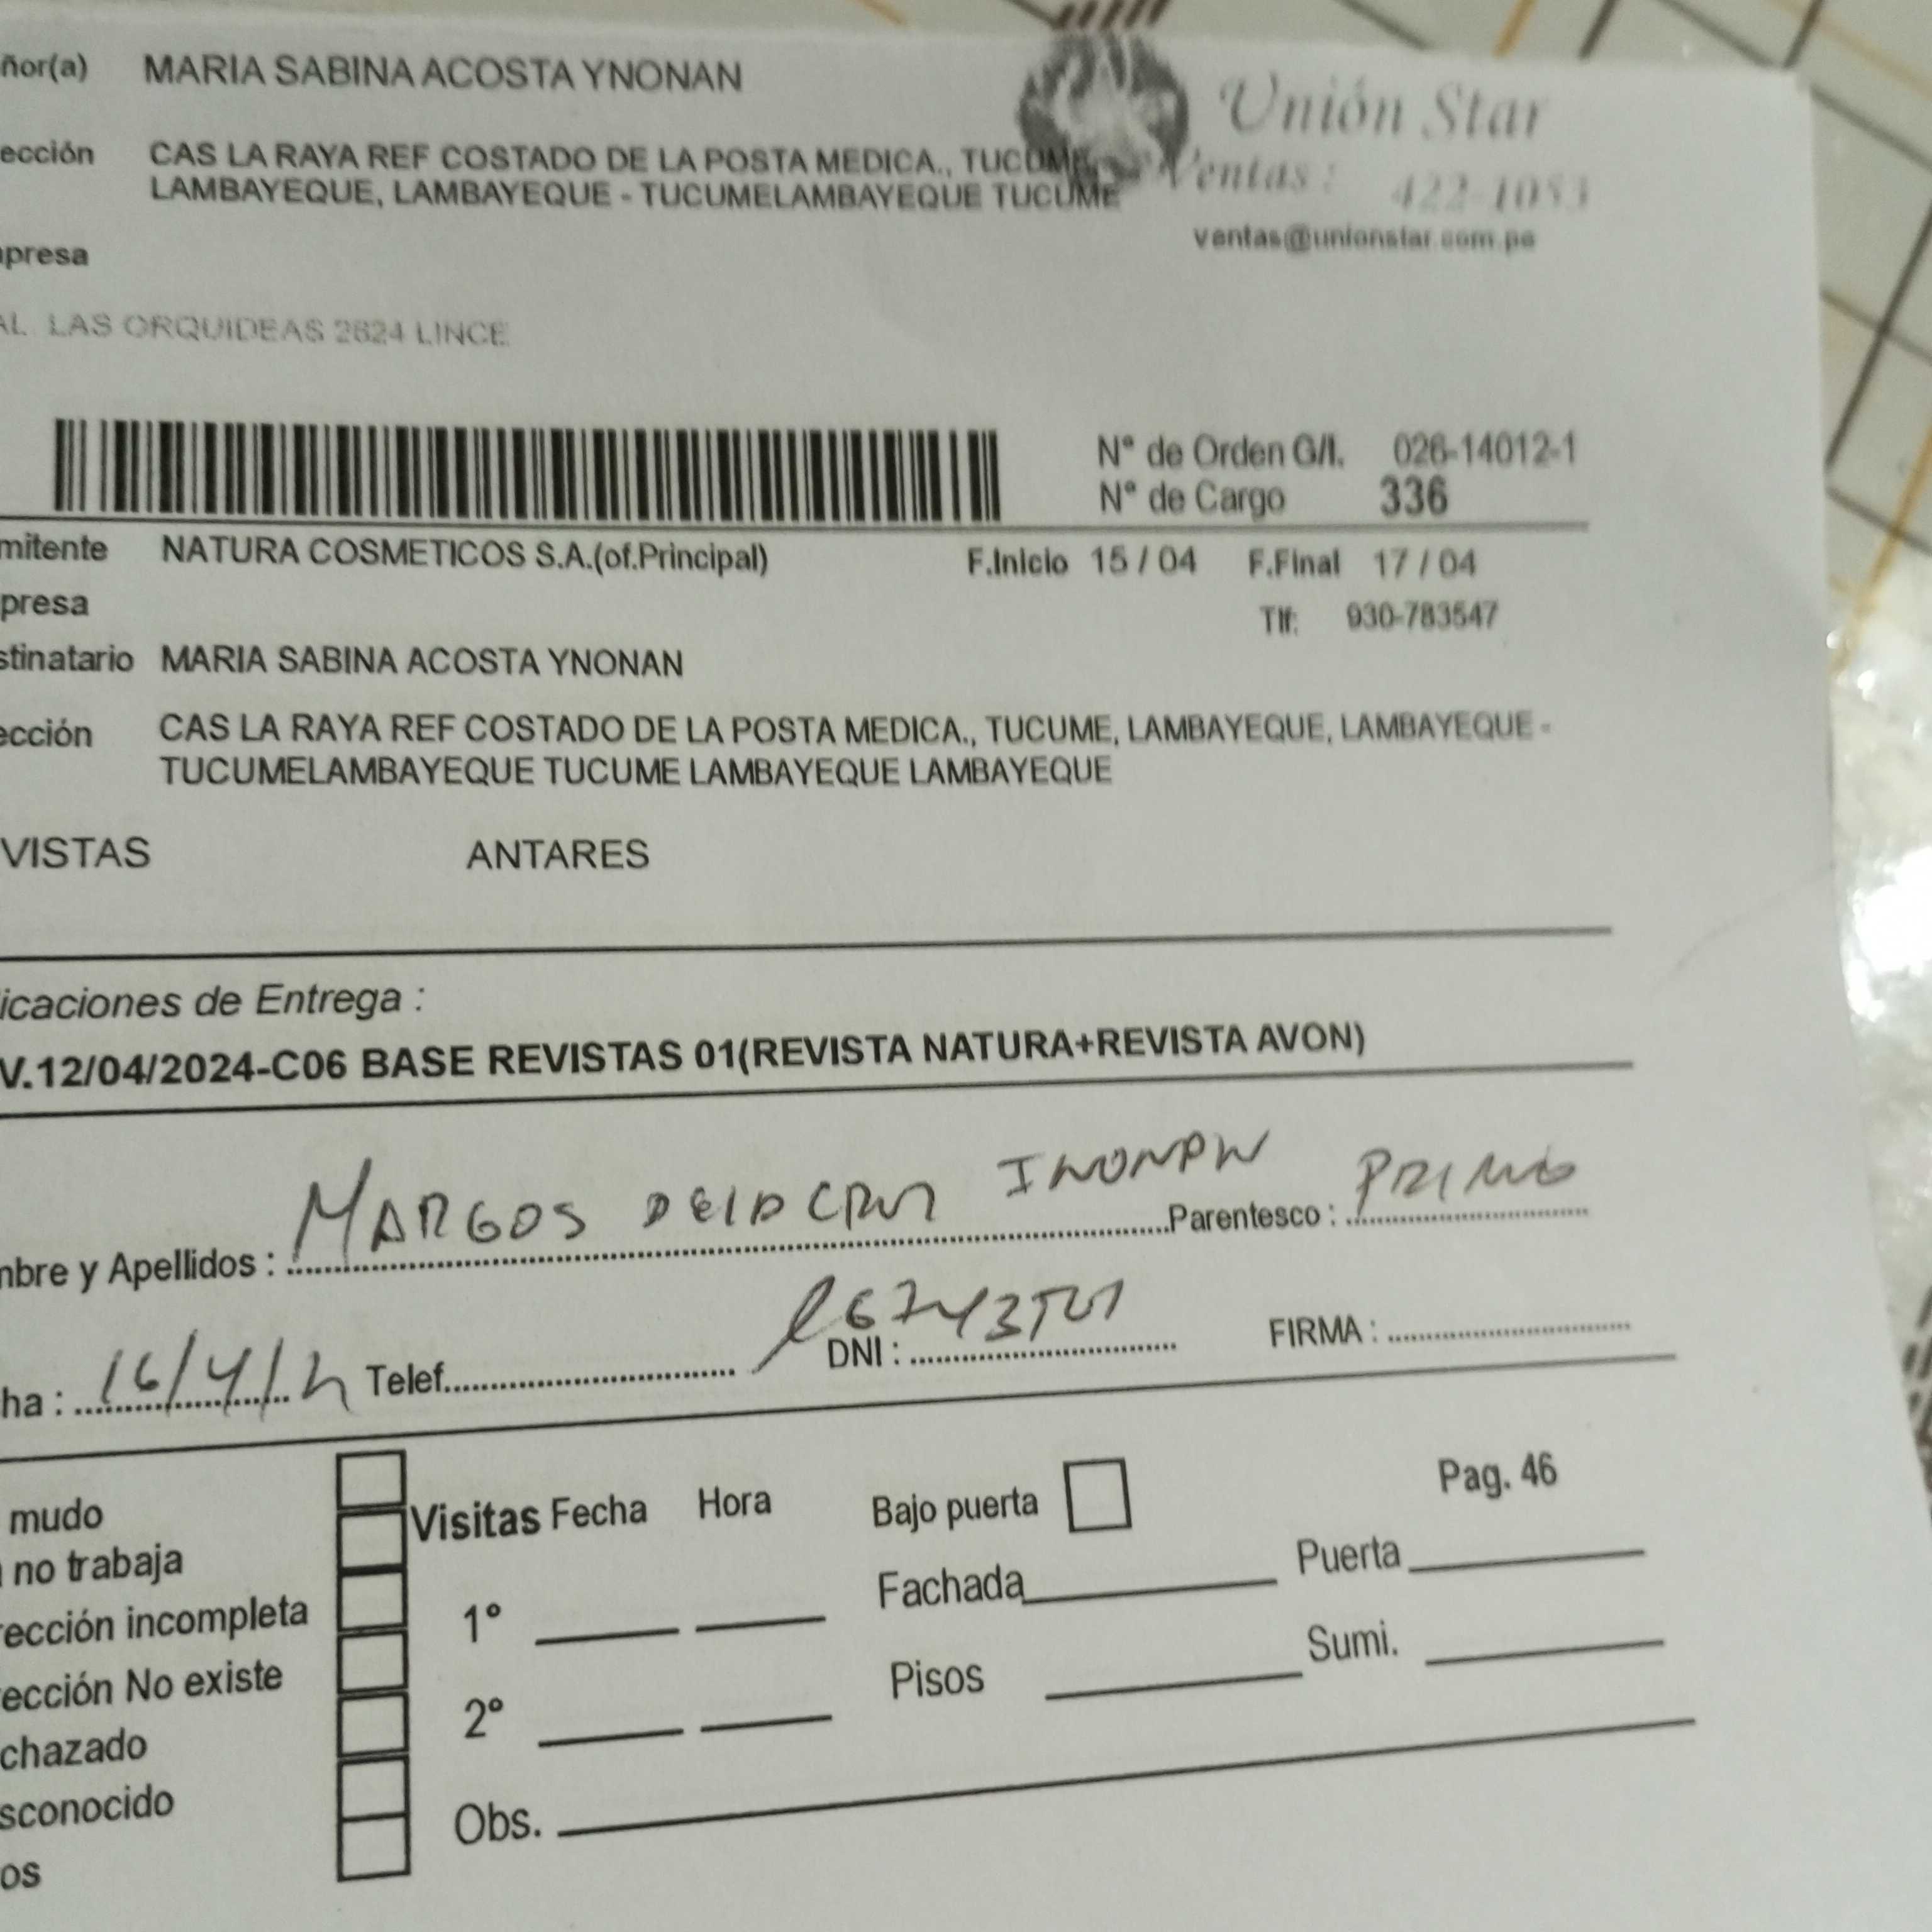 ñor(a) MARIA SABINA ACOSTA YNONAN
Unión Star
ección CAS LA RAYA REF COSTADO DE LA POSTA MEDICA., TUCUME,
LAMBAYEQUE, LAMBAYEQUE - TUCUMELAMBAYEQUE TUCUME
Ventas: 422-1053
ventas@unionstar.com.pe
presa
AL. LAS ORQUIDEAS 2624 LINCE
N° de Orden G/I. 026-14012-1
N° de Cargo 336
mitente NATURA COSMETICOS S.A.(of.Principal) F.Inicio 15 / 04 F.Final 17 / 04
presa
Tlf: 930-783547
stinatario MARIA SABINA ACOSTA YNONAN
ección CAS LA RAYA REF COSTADO DE LA POSTA MEDICA., TUCUME, LAMBAYEQUE, LAMBAYEQUE -
TUCUMELAMBAYEQUE TUCUME LAMBAYEQUE LAMBAYEQUE
VISTAS ANTARES
icaciones de Entrega :
V.12/04/2024-C06 BASE REVISTAS 01(REVISTA NATURA+REVISTA AVON)
mbre y Apellidos : INONAN Parentesco : PRIMO
ha : 16/4/ Telef. DNI : FIRMA :
mudo
no trabaja
rección incompleta
ección No existe
chazado
sconocido
os
Visitas Fecha Hora
1°
2°
Obs.
Bajo puerta
Fachada
Pisos
Pag. 46
Puerta
Sumi.